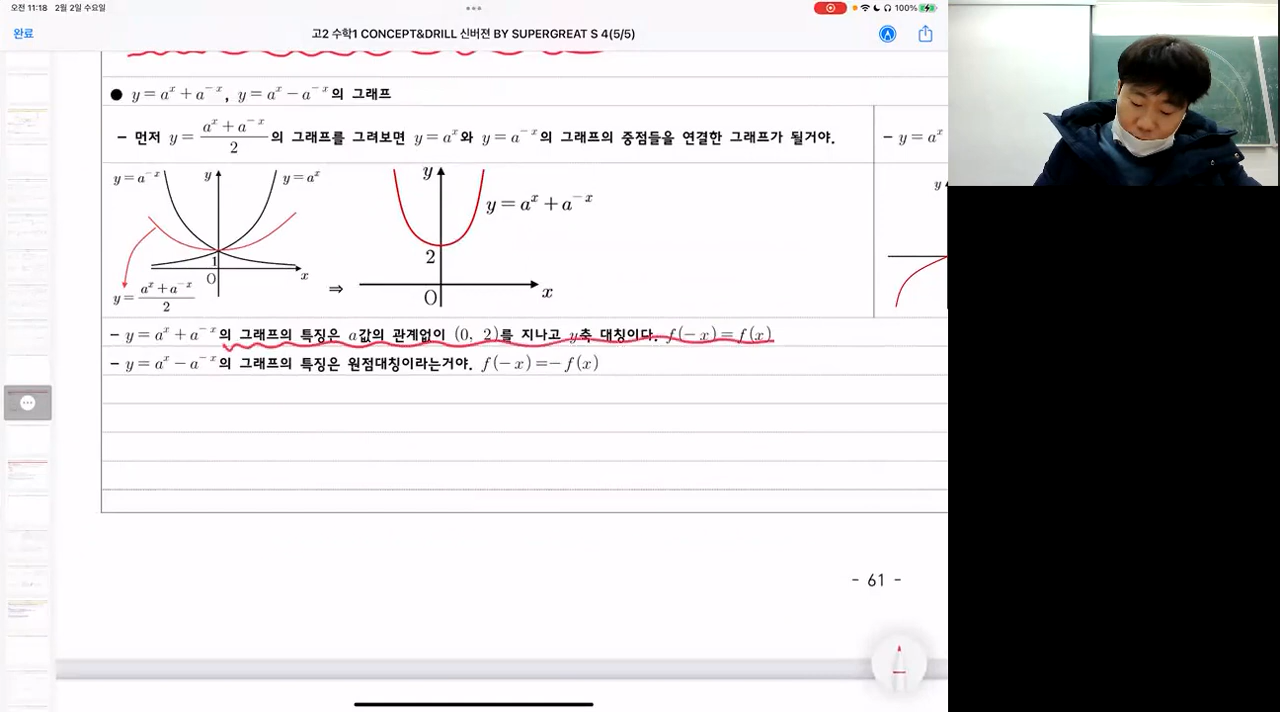 오전 11:18 2월 2일 수요일
100%
완료
고2 수학1 CONCEPT&DRILL 신버젼 BY SUPERGREAT S 4(5/5)
● y = a^x + a^{-x}, y = a^x - a^{-x}의 그래프
- 먼저 y = \frac{a^x + a^{-x}}{2}의 그래프를 그려보면 y = a^x와 y = a^{-x}의 그래프의 중점들을 연결한 그래프가 될거야.
- y = a^x
y = a^{-x}
y
y = a^x
1
O
x
y = \frac{a^x + a^{-x}}{2}
⇒
y
y = a^x + a^{-x}
2
O
x
y
- y = a^x + a^{-x}의 그래프의 특징은 a값의 관계없이 (0, 2)를 지나고 y축 대칭이다. f(-x) = f(x)
- y = a^x - a^{-x}의 그래프의 특징은 원점대칭이라는거야. f(-x) = -f(x)
- 61 -